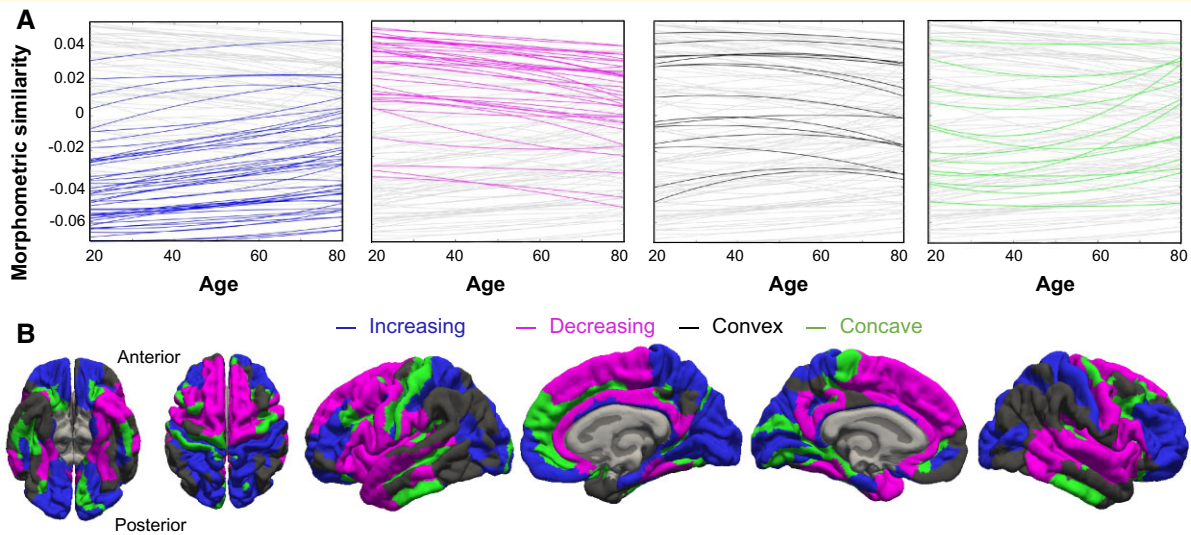 A
Morphometric similarity
0.04
0.02
0
-0.02
-0.04
-0.06
20 40 60 80
20 40 60 80
20 40 60 80
20 40 60 80
Age
Age
Age
Age
B
Increasing
Decreasing
Convex
Concave
Anterior
Posterior